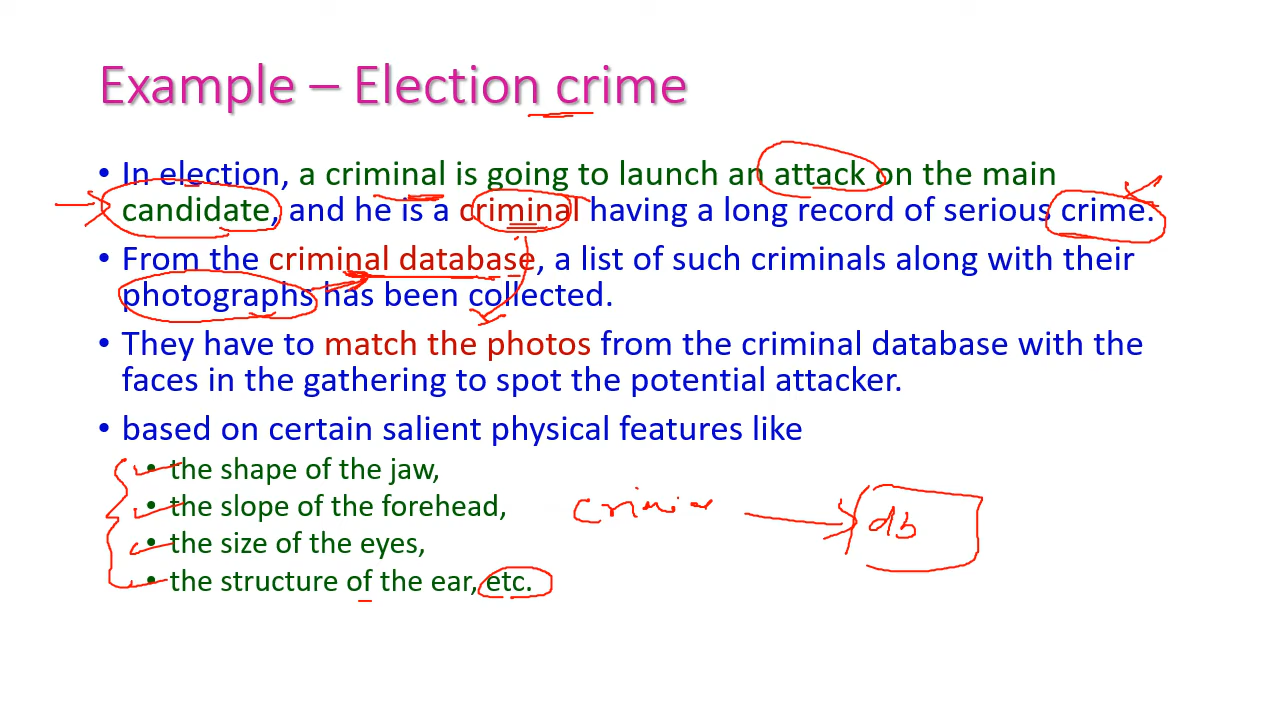 Example – Election crime
• In election, a criminal is going to launch an attack on the main
candidate, and he is a criminal having a long record of serious crime.
• From the criminal database, a list of such criminals along with their
photographs has been collected.
• They have to match the photos from the criminal database with the
faces in the gathering to spot the potential attacker.
• based on certain salient physical features like
• the shape of the jaw,
• the slope of the forehead,
• the size of the eyes,
• the structure of the ear, etc.
db